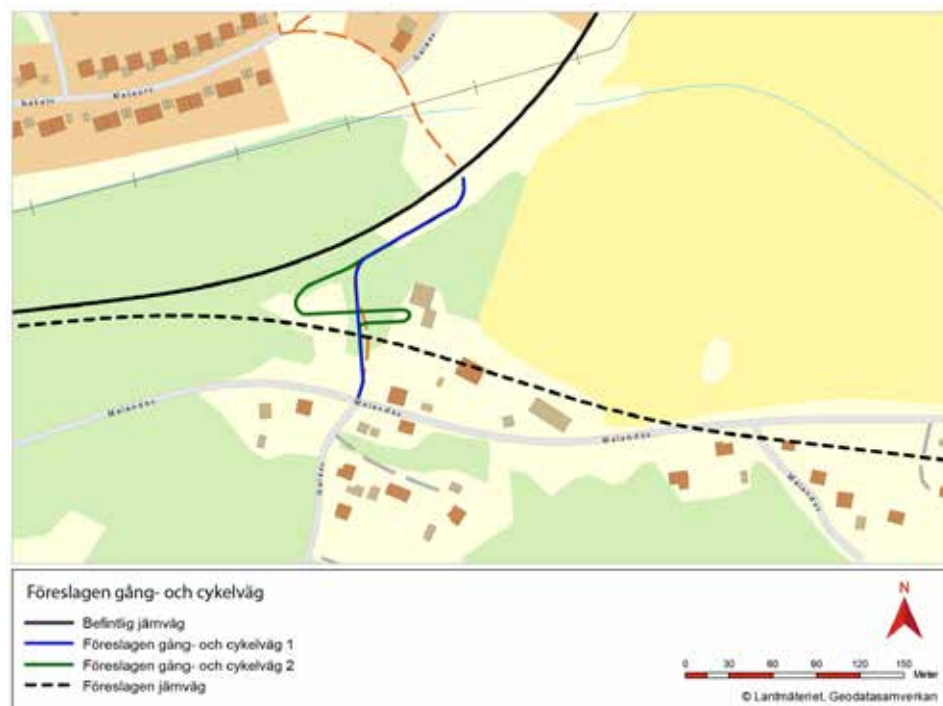 Föreslagen gång- och cykelväg
Befintlig järnväg
Föreslagen gång- och cykelväg 1
Föreslagen gång- och cykelväg 2
Föreslagen järnväg
N
0 30 60 90 120 150
Meter
© Lantmäteriet, Geodatasamverkan